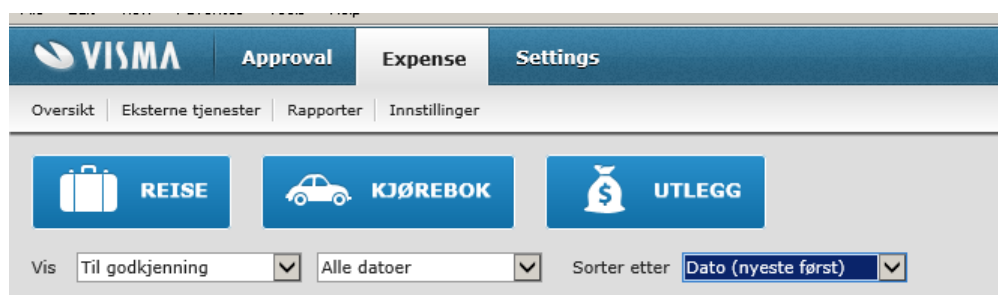 VISMA Approval Expense Settings
Oversikt Eksterne tjenester Rapporter Innstillinger
REISE KJØREBOK UTLEGG
Vis Til godkjenning Alle datoer Sorter etter Dato (nyeste først)